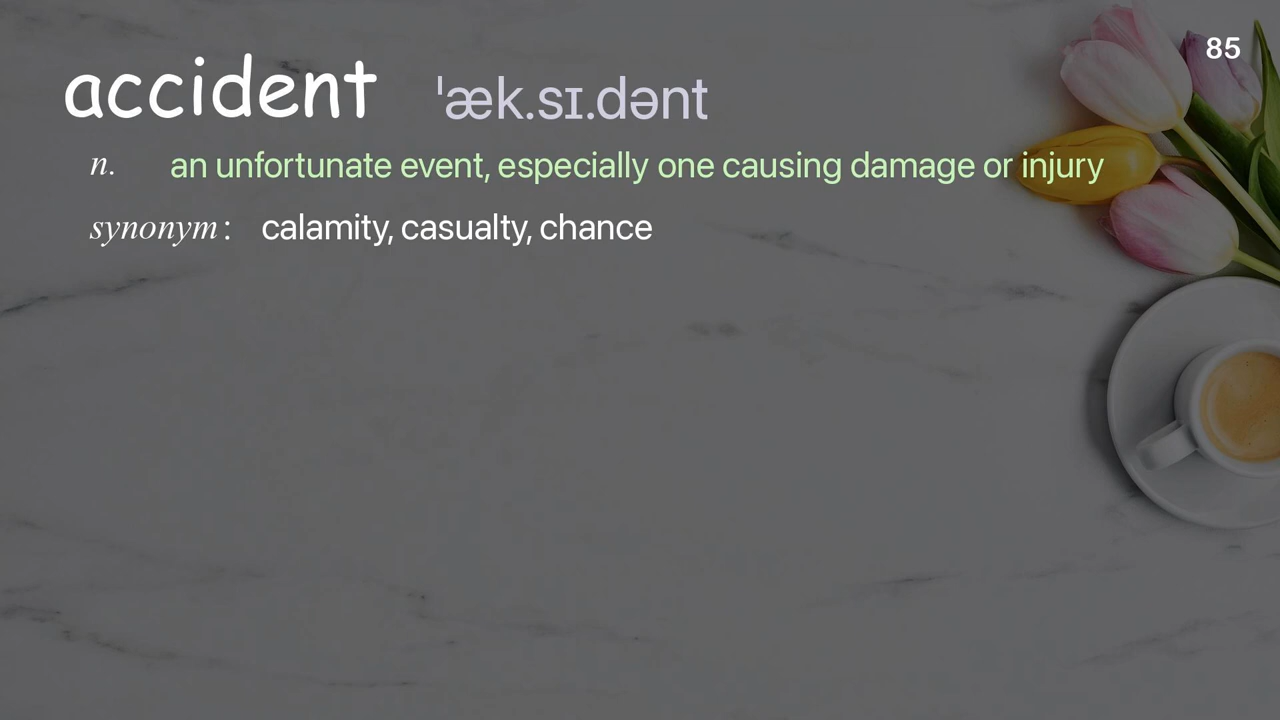 85
accident ˈæk.sɪ.dənt
n. an unfortunate event, especially one causing damage or injury
synonym : calamity, casualty, chance